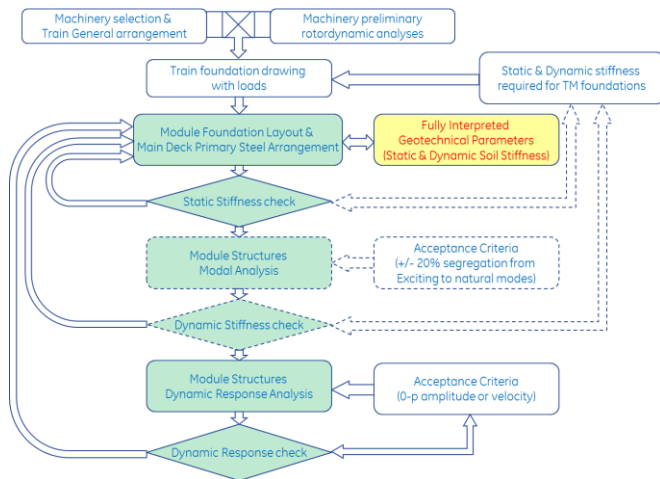 Machinery selection &
Train General arrangement
Machinery preliminary
rotordynamic analyses
Train foundation drawing
with loads
Static & Dynamic stiffness
required for TM foundations
Module Foundation Layout &
Main Deck Primary Steel Arrangement
Fully Interpreted
Geotechnical Parameters
(Static & Dynamic Soil Stiffness)
Static Stiffness check
Module Structures
Modal Analysis
Acceptance Criteria
(+/- 20% segregation from
Exciting to natural modes)
Dynamic Stiffness check
Module Structures
Dynamic Response Analysis
Acceptance Criteria
(0-p amplitude or velocity)
Dynamic Response check